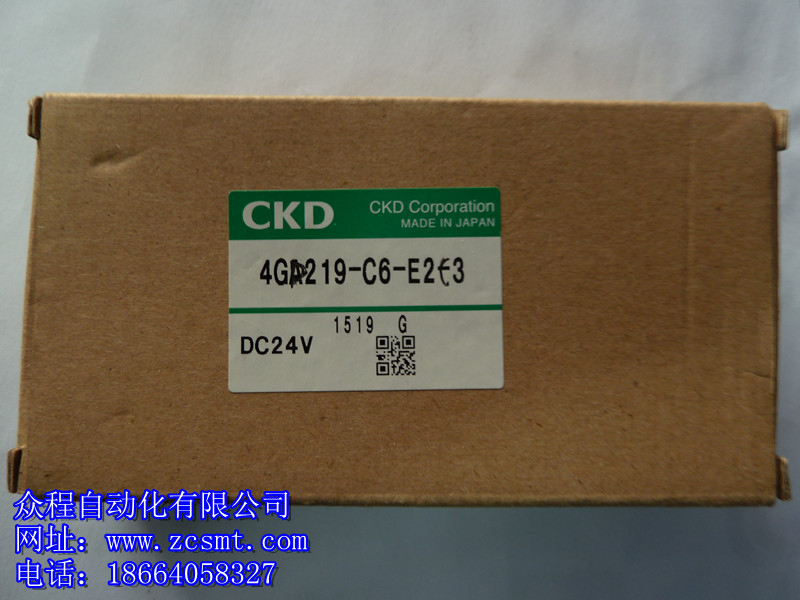 CKD
CKD Corporation
MADE IN JAPAN
4GA219-C6-E2C3
1519 G
DC24V
众程自动化有限公司
网址：www.zcsmt.com
电话：18664058327